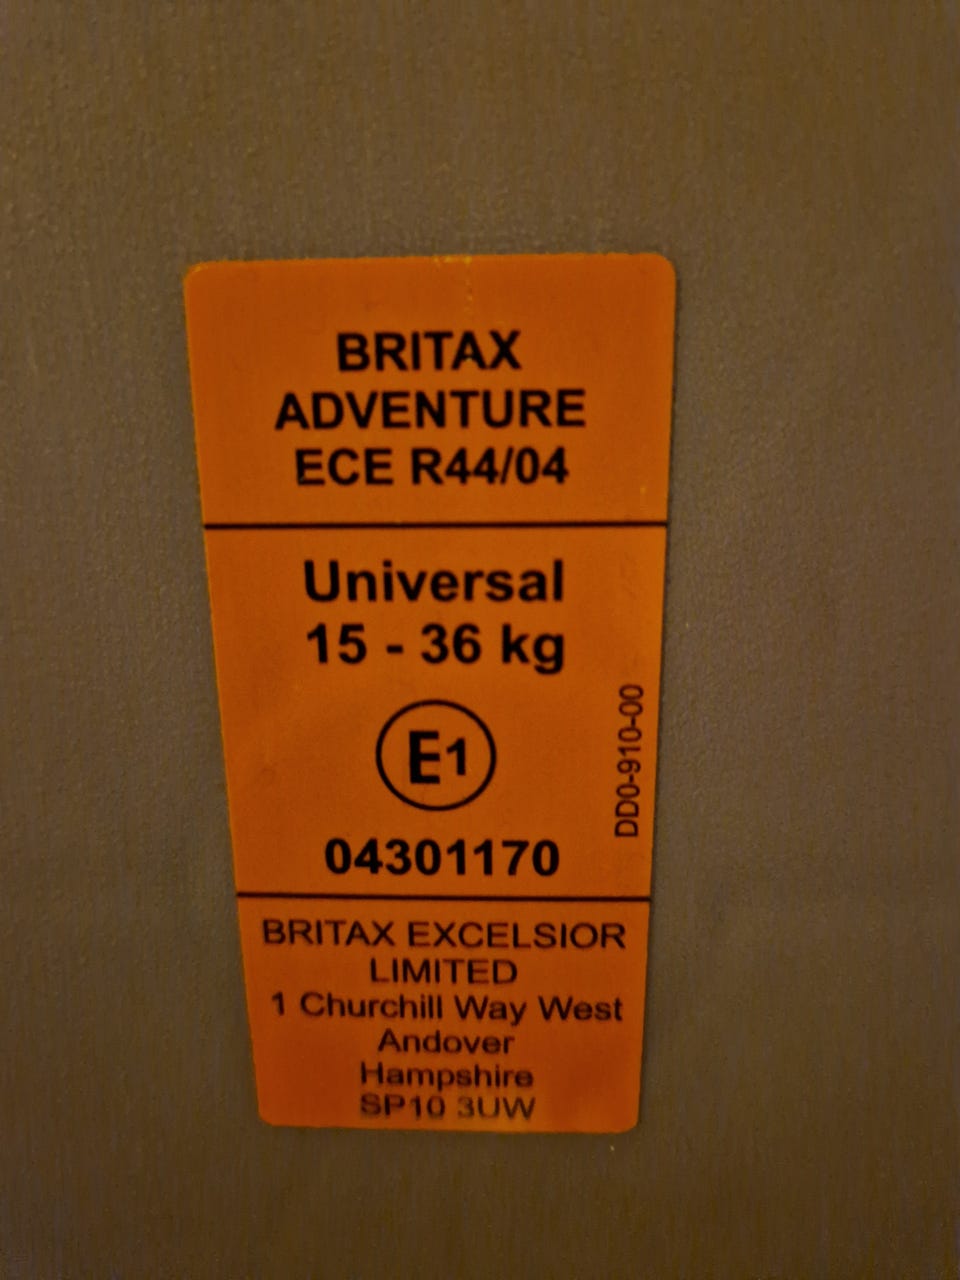 BRITAX
ADVENTURE
ECE R44/04
Universal
15 - 36 kg
E1
DD0-910-00
04301170
BRITAX EXCELSIOR
LIMITED
1 Churchill Way West
Andover
Hampshire
SP10 3UW